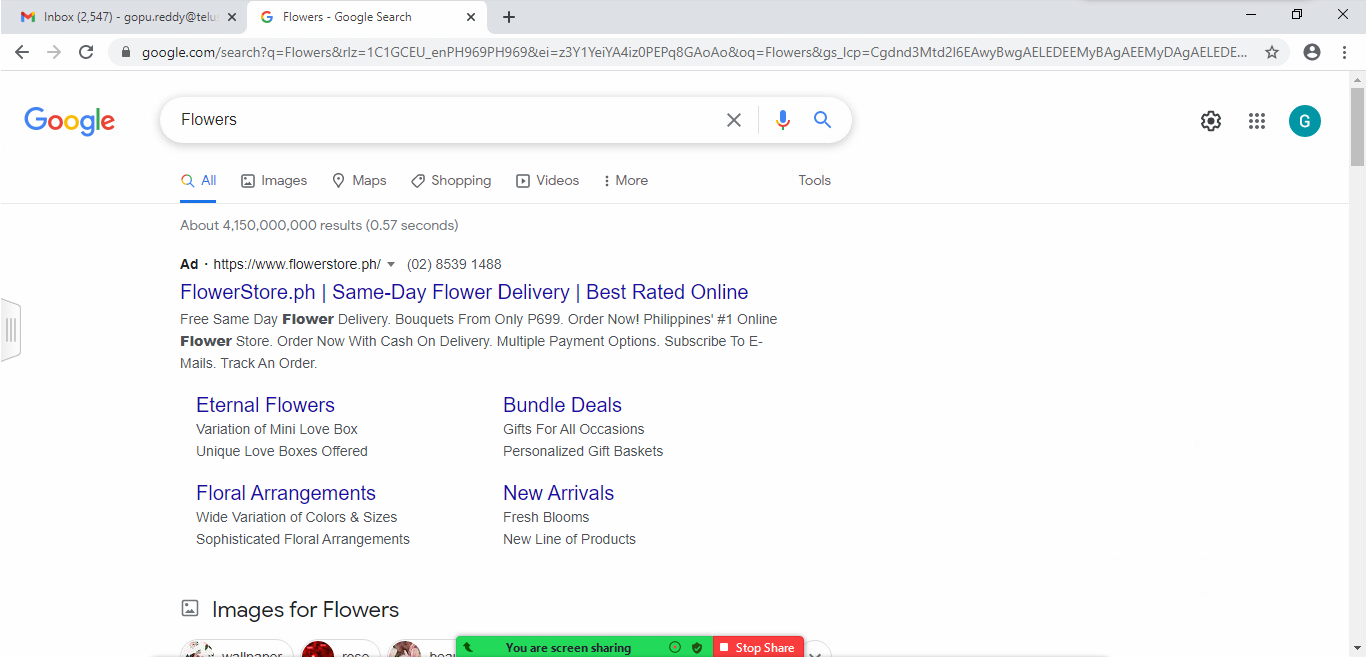 Inbox (2,547) - gopu.reddy@telu
Flowers - Google Search
google.com/search?q=Flowers&rlz=1C1GCEU_enPH969PH969&ei=z3Y1YeiYA4iz0PEPq8GAoAo&oq=Flowers&gs_lcp=Cgdnd3Mtd2l6EAwyBwgAELEDEEMyBAgAEEMyDAgAELEDE...
Google
Flowers
G
All Images Maps Shopping Videos More Tools
About 4,150,000,000 results (0.57 seconds)
Ad · https://www.flowerstore.ph/ (02) 8539 1488
FlowerStore.ph | Same-Day Flower Delivery | Best Rated Online
Free Same Day Flower Delivery. Bouquets From Only P699. Order Now! Philippines' #1 Online
Flower Store. Order Now With Cash On Delivery. Multiple Payment Options. Subscribe To E-
Mails. Track An Order.
Eternal Flowers
Variation of Mini Love Box
Unique Love Boxes Offered
Bundle Deals
Gifts For All Occasions
Personalized Gift Baskets
Floral Arrangements
Wide Variation of Colors & Sizes
Sophisticated Floral Arrangements
New Arrivals
Fresh Blooms
New Line of Products
Images for Flowers
wallpaper rose
You are screen sharing Stop Share